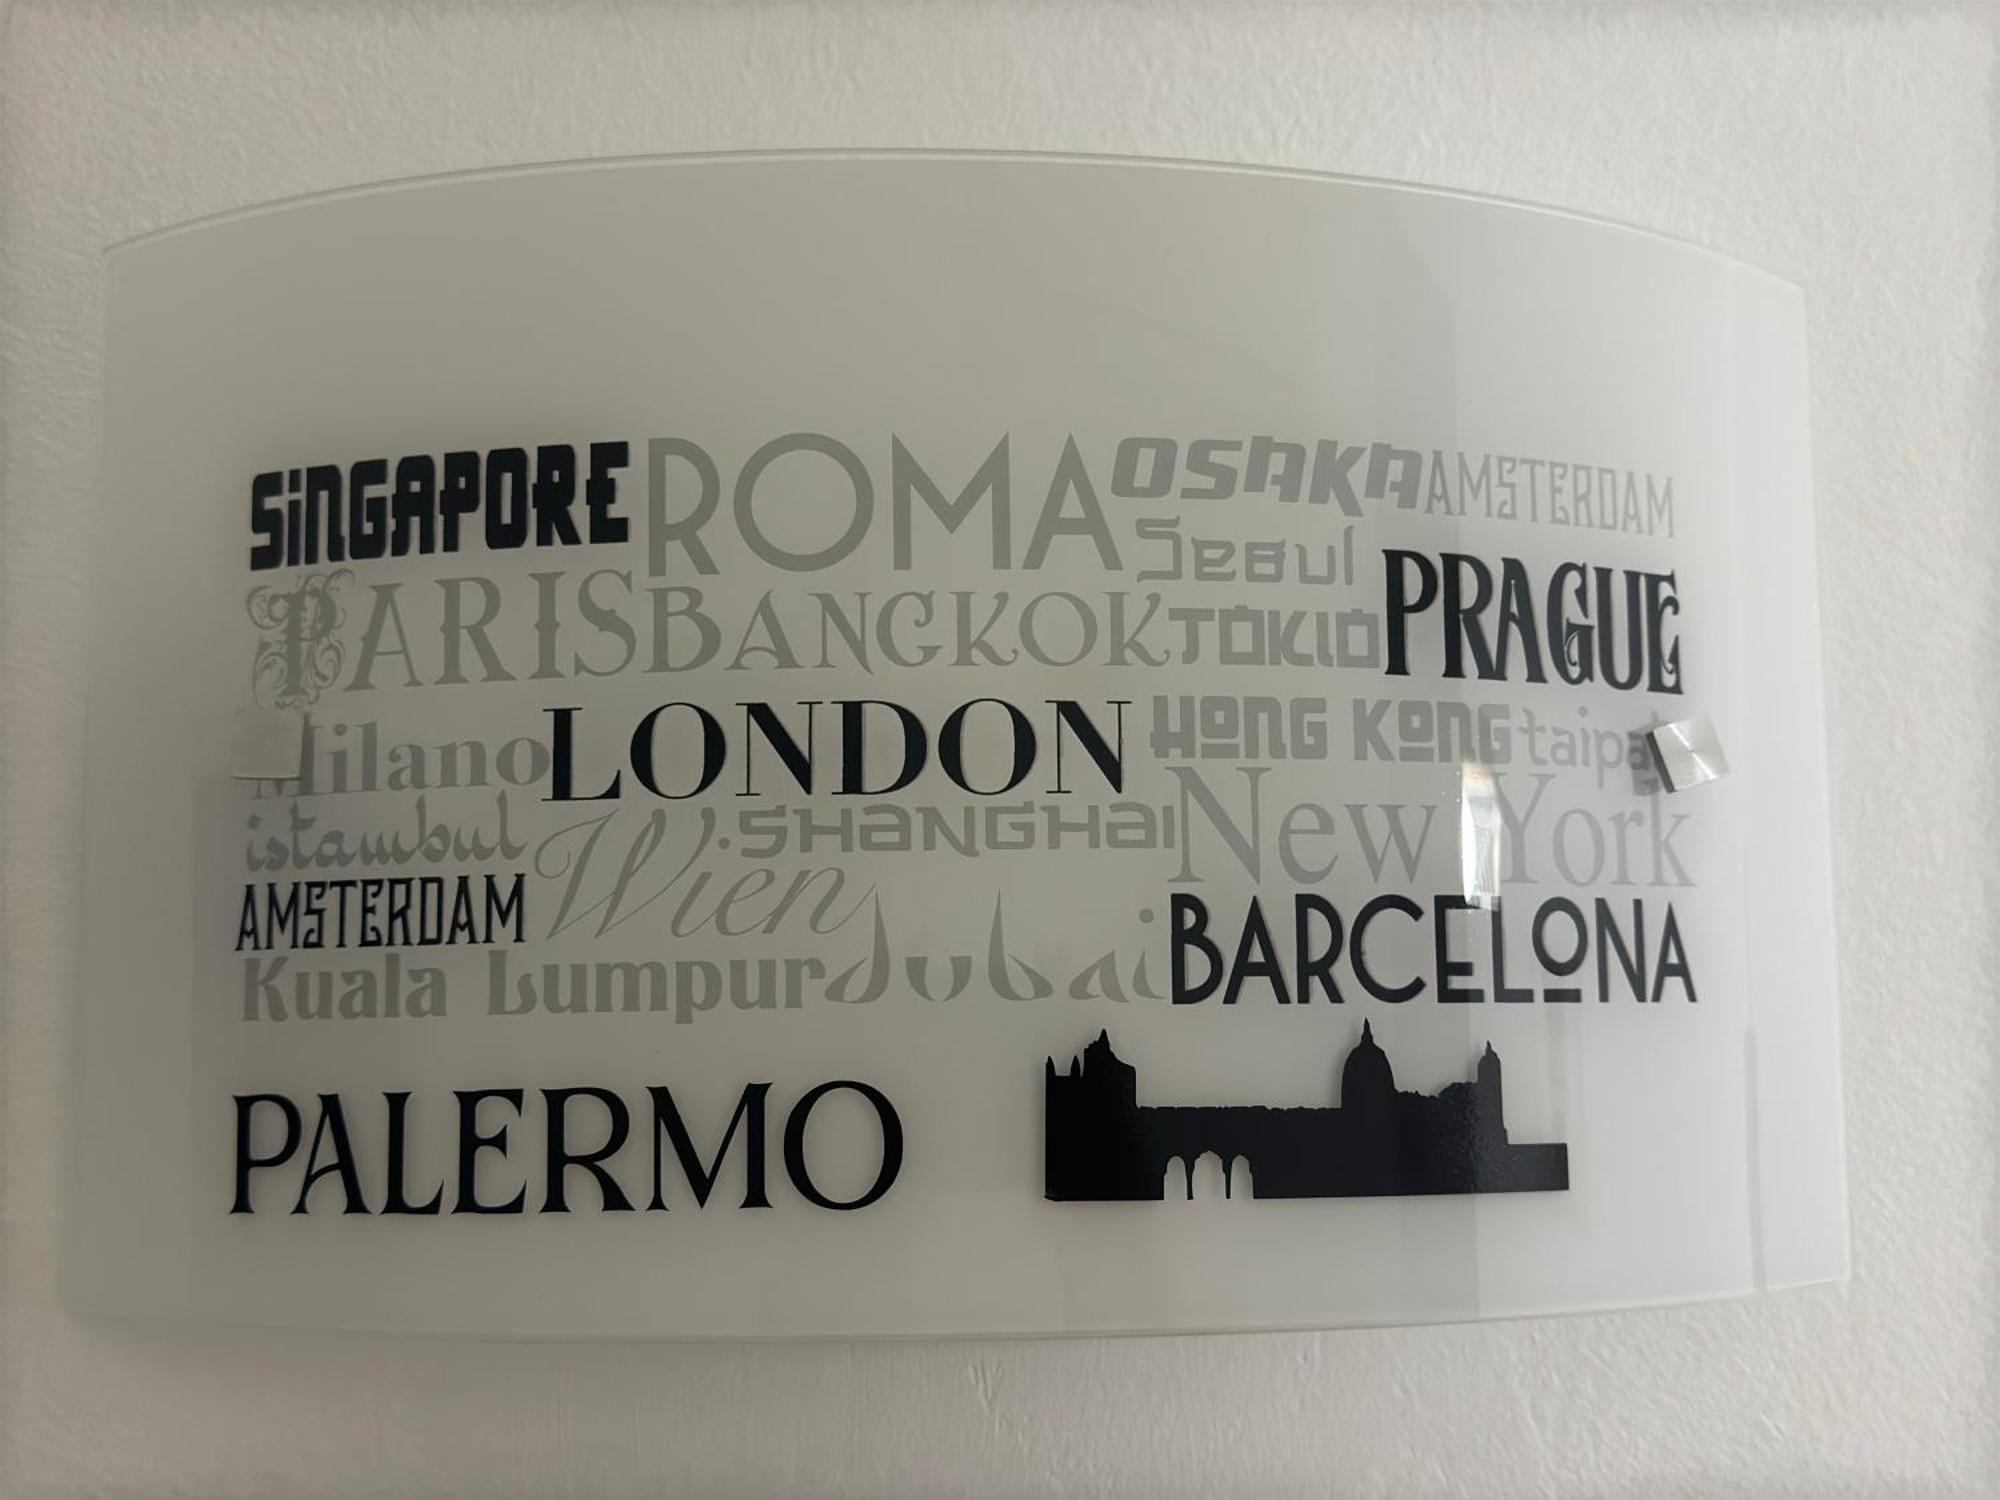 SiNGAPORE ROMA OSAKA AMSTERDAM
Seoul
PARIS BANGKOK TOKIO PRAGUE
Milano LONDON HONG KONG taipei
istambul Wien SHANGHAI New York
AMSTERDAM
Kuala Lumpur dubai BARCELONA
PALERMO